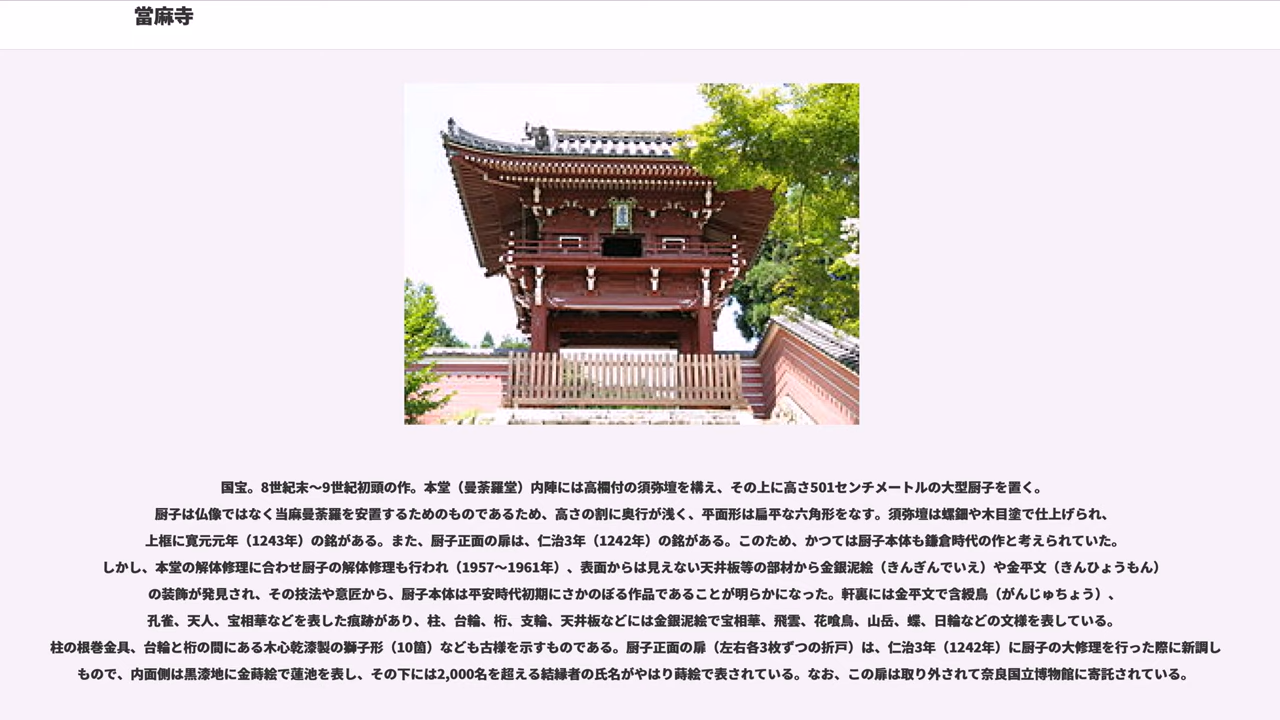 當麻寺
国宝。8世紀末〜9世紀初頭の作。本堂（曼荼羅堂）内陣には高欄付の須弥壇を構え、その上に高さ501センチメートルの大型厨子を置く。
厨子は仏像ではなく当麻曼荼羅を安置するためのものであるため、高さの割に奥行が浅く、平面形は扁平な六角形をなす。須弥壇は螺鈿や木目塗で仕上げられ、
上框に寛元元年（1243年）の銘がある。また、厨子正面の扉は、仁治3年（1242年）の銘がある。このため、かつては厨子本体も鎌倉時代の作と考えられていた。
しかし、本堂の解体修理に合わせ厨子の解体修理も行われ（1957〜1961年）、表面からは見えない天井板等の部材から金銀泥絵（きんぎんでいえ）や金平文（きんひょうもん）
の装飾が発見され、その技法や意匠から、厨子本体は平安時代初期にさかのぼる作品であることが明らかになった。軒裏には金平文で含綬鳥（がんじゅちょう）、
孔雀、天人、宝相華などを表した痕跡があり、柱、台輪、桁、支輪、天井板などには金銀泥絵で宝相華、飛雲、花喰鳥、山岳、蝶、日輪などの文様を表している。
柱の根巻金具、台輪と桁の間にある木心乾漆製の獅子形（10箇）なども古様を示すものである。厨子正面の扉（左右各3枚ずつの折戸）は、仁治3年（1242年）に厨子の大修理を行った際に新調し
もので、内面側は黒漆地に金蒔絵で蓮池を表し、その下には2,000名を超える結縁者の氏名がやはり蒔絵で表されている。なお、この扉は取り外されて奈良国立博物館に寄託されている。